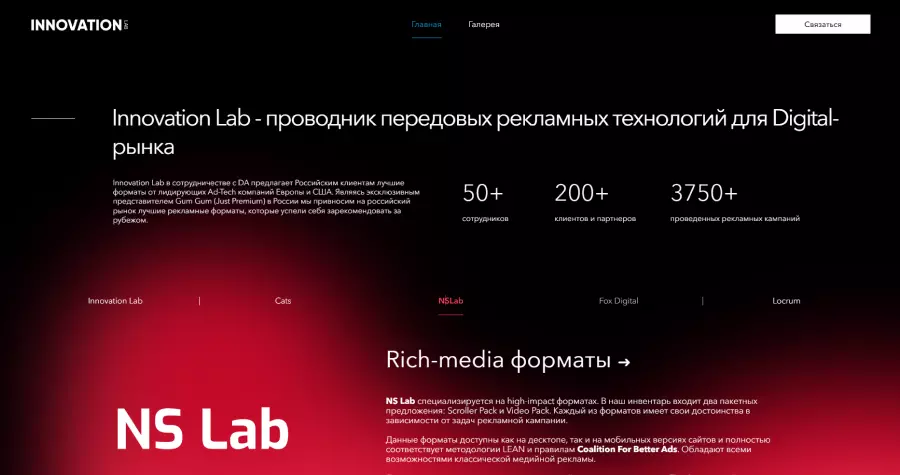 INNOVATION LAB
Главная
Галерея
Связаться
Innovation Lab - проводник передовых рекламных технологий для Digital-
рынка
Innovation Lab в сотрудничестве с DA предлагает Российским клиентам лучшие
форматы от лидирующих Ad-Tech компаний Европы и США. Являясь эксклюзивным
представителем Gum Gum (Just Premium) в России мы привносим на российский
рынок лучшие рекламные форматы, которые успели себя зарекомендовать за
рубежом.
50+
сотрудников
200+
клиентов и партнеров
3750+
проведенных рекламных кампаний
Innovation Lab | Cats NSLab Fox Digital | Locrum
Rich-media форматы →
NS Lab
NS Lab специализируется на high-impact форматах. В наш инвентарь входит два пакетных
предложения: Scroller Pack и Video Pack. Каждый из форматов имеет свои достоинства в
зависимости от задач рекламной кампании.
Данные форматы доступны как на десктопе, так и на мобильных версиях сайтов и полностью
соответствует методологии LEAN и правилам Coalition For Better Ads. Обладают всеми
возможностями классической медийной рекламы.